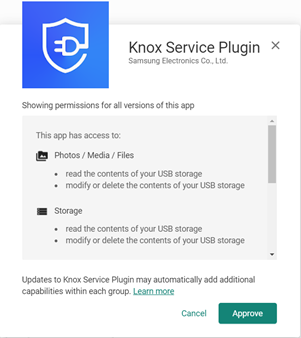 Knox Service Plugin
Samsung Electronics Co., Ltd.
Showing permissions for all versions of this app
This app has access to:
Photos / Media / Files
read the contents of your USB storage
modify or delete the contents of your USB storage
Storage
read the contents of your USB storage
modify or delete the contents of your USB storage
Updates to Knox Service Plugin may automatically add additional
capabilities within each group. Learn more
Cancel
Approve